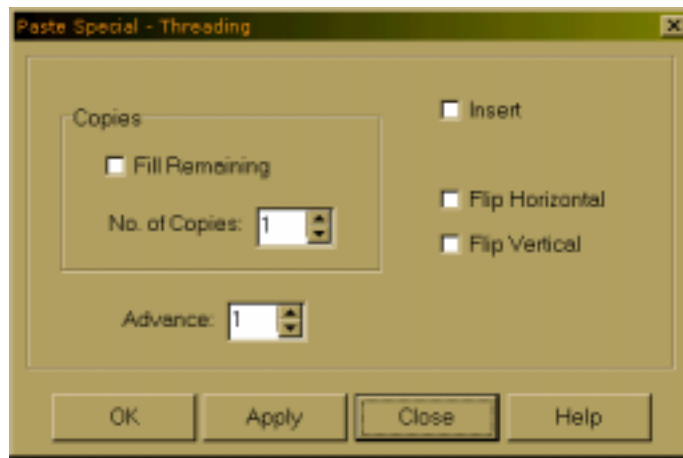 Paste Special - Threading
Copies
Fill Remaining
No. of Copies: 1
Advance: 1
Insert
Flip Horizontal
Flip Vertical
OK Apply Close Help